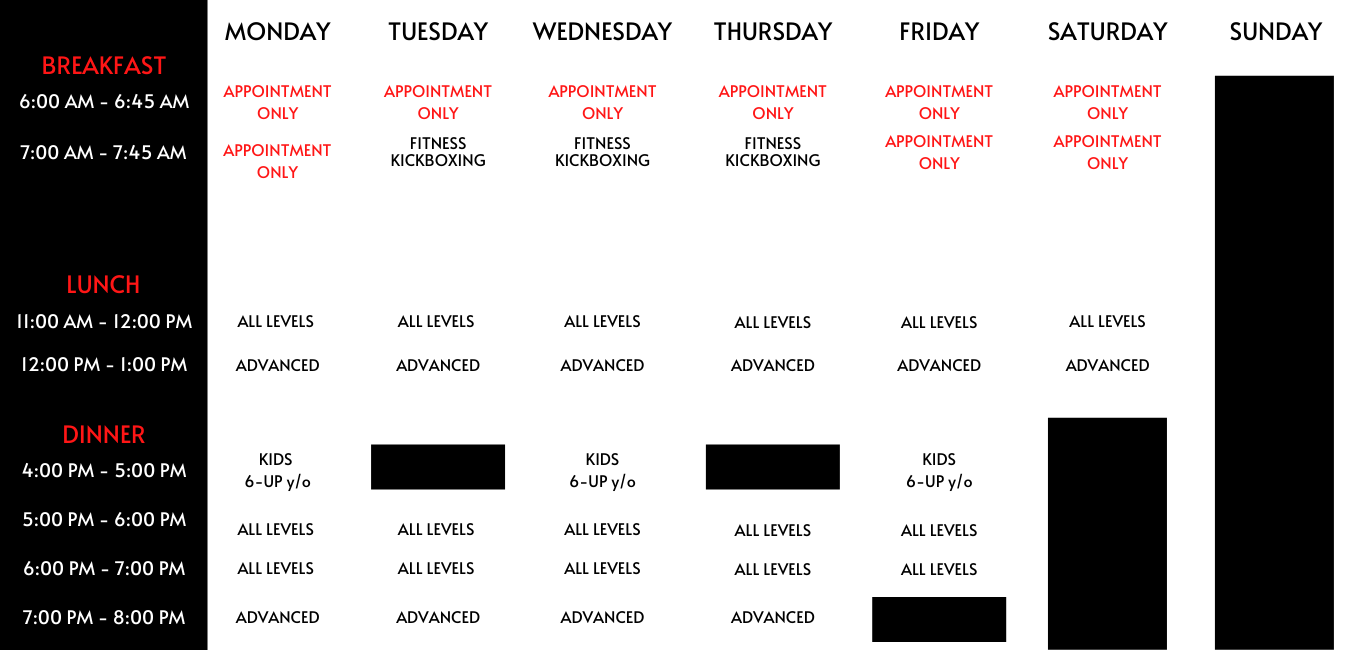 MONDAY TUESDAY WEDNESDAY THURSDAY FRIDAY SATURDAY SUNDAY
BREAKFAST
6:00 AM - 6:45 AM
APPOINTMENT
ONLY
APPOINTMENT
ONLY
APPOINTMENT
ONLY
APPOINTMENT
ONLY
APPOINTMENT
ONLY
APPOINTMENT
ONLY
7:00 AM - 7:45 AM
APPOINTMENT
ONLY
FITNESS
KICKBOXING
FITNESS
KICKBOXING
FITNESS
KICKBOXING
APPOINTMENT
ONLY
APPOINTMENT
ONLY
LUNCH
11:00 AM - 12:00 PM ALL LEVELS ALL LEVELS ALL LEVELS ALL LEVELS ALL LEVELS ALL LEVELS
12:00 PM - 1:00 PM ADVANCED ADVANCED ADVANCED ADVANCED ADVANCED ADVANCED
DINNER
4:00 PM - 5:00 PM
KIDS
6-UP y/o
KIDS
6-UP y/o
KIDS
6-UP y/o
5:00 PM - 6:00 PM ALL LEVELS ALL LEVELS ALL LEVELS ALL LEVELS ALL LEVELS
6:00 PM - 7:00 PM ALL LEVELS ALL LEVELS ALL LEVELS ALL LEVELS ALL LEVELS
7:00 PM - 8:00 PM ADVANCED ADVANCED ADVANCED ADVANCED